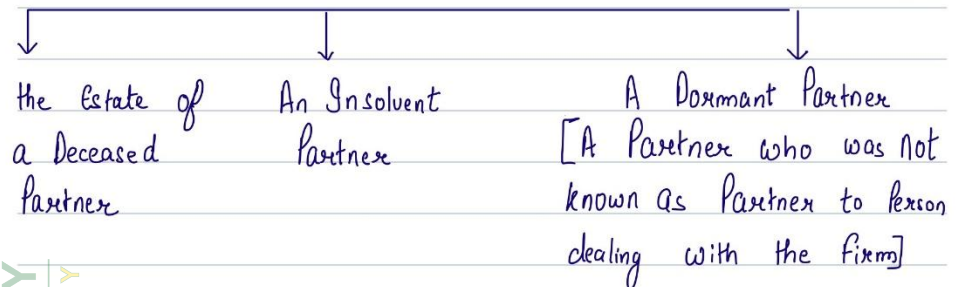 the Estate of
a Deceased
Partner
An Insolvent
Partner
A Dormant Partner
[A Partner who was not
known as Partner to Person
dealing with the firm]